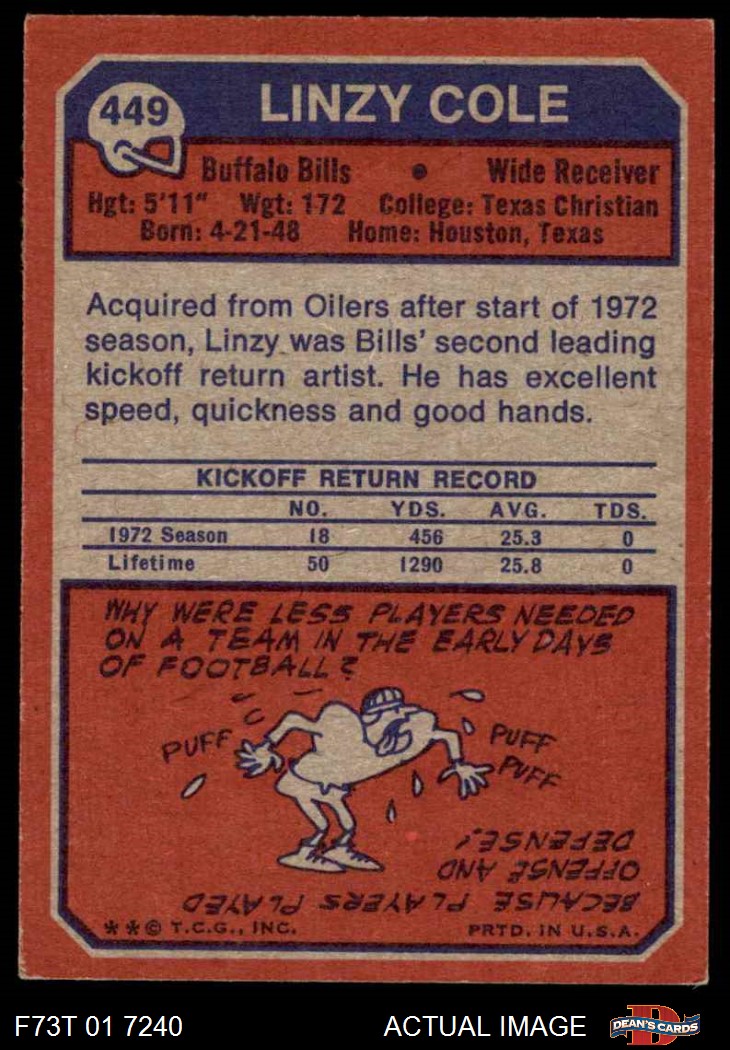 449
LINZY COLE
Buffalo Bills • Wide Receiver
Hgt: 5'11" Wgt: 172 College: Texas Christian
Born: 4-21-48 Home: Houston, Texas
Acquired from Oilers after start of 1972
season, Linzy was Bills' second leading
kickoff return artist. He has excellent
speed, quickness and good hands.
KICKOFF RETURN RECORD
NO. YDS. AVG. TDS.
1972 Season 18 456 25.3 0
Lifetime 50 1290 25.8 0
WHY WERE LESS PLAYERS NEEDED
ON A TEAM IN THE EARLY DAYS
OF FOOTBALL?
PUFF
PUFF
PUFF
BECAUSE PLAYERS PLAYED
OFFENSE AND
DEFENSE!
**© T.C.G., INC. PRTD. IN U.S.A.
F73T 01 7240 ACTUAL IMAGE
D
DEAN'S CARDS